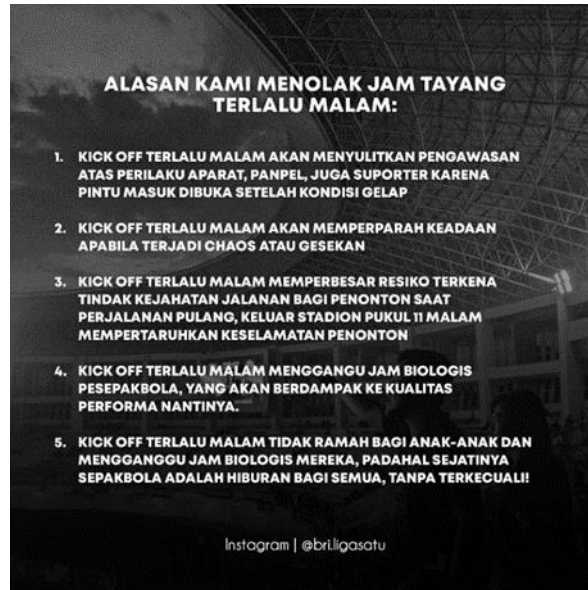 ALASAN KAMI MENOLAK JAM TAYANG
TERLALU MALAM:
1. KICK OFF TERLALU MALAM AKAN MENYULITKAN PENGAWASAN
ATAS PERILAKU APARAT, PANPEL, JUGA SUPORTER KARENA
PINTU MASUK DIBUKA SETELAH KONDISI GELAP
2. KICK OFF TERLALU MALAM AKAN MEMPERPARAH KEADAAN
APABILA TERJADI CHAOS ATAU GESEKAN
3. KICK OFF TERLALU MALAM MEMPERBESAR RESIKO TERKENA
TINDAK KEJAHATAN JALANAN BAGI PENONTON SAAT
PERJALANAN PULANG, KELUAR STADION PUKUL 11 MALAM
MEMPERTARUHKAN KESELAMATAN PENONTON
4. KICK OFF TERLALU MALAM MENGGANGU JAM BIOLOGIS
PESEPAKBOLA, YANG AKAN BERDAMPAK KE KUALITAS
PERFORMA NANTINYA.
5. KICK OFF TERLALU MALAM TIDAK RAMAH BAGI ANAK-ANAK DAN
MENGGANGGU JAM BIOLOGIS MEREKA, PADAHAL SEJATINYA
SEPAKBOLA ADALAH HIBURAN BAGI SEMUA, TANPA TERKECUALI!
Instagram | @bri.ligasatu